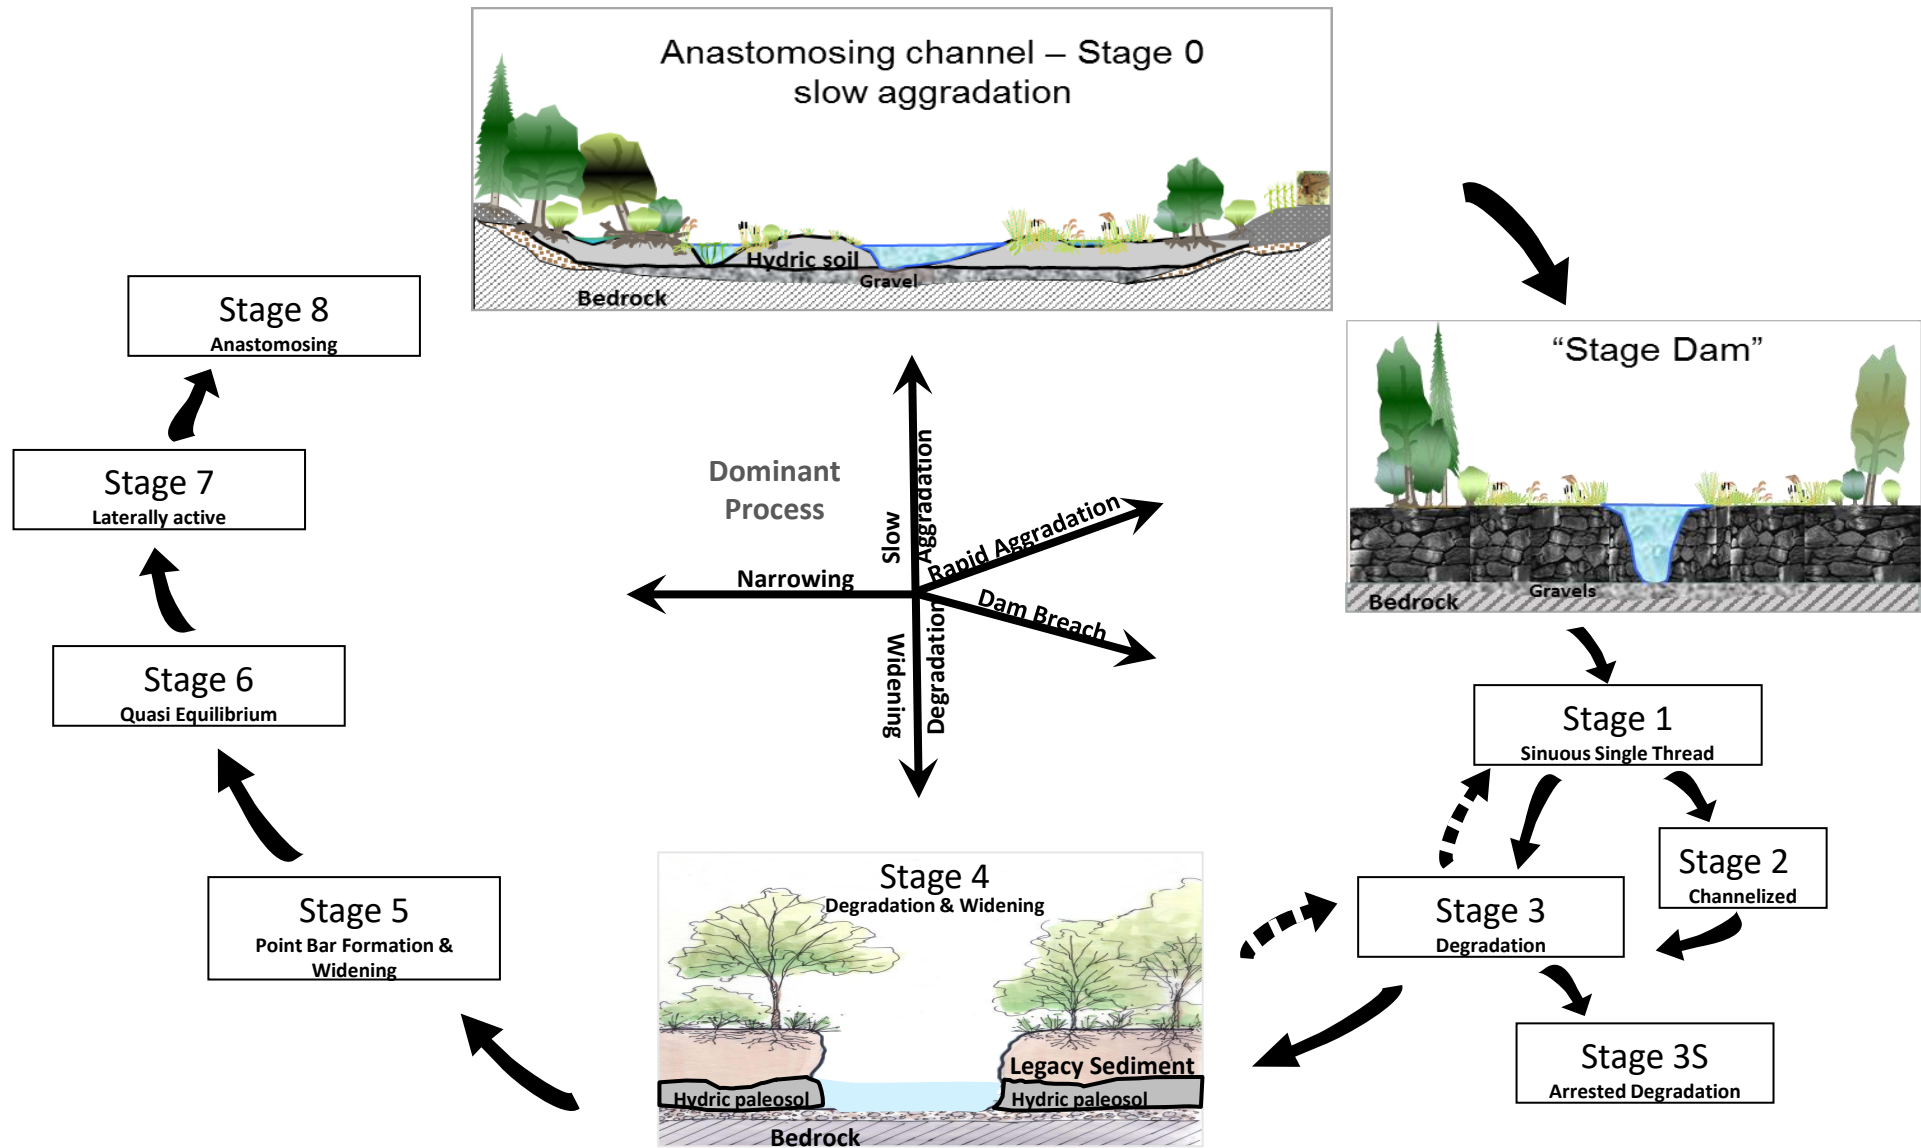 Anastomosing channel – Stage 0
slow aggradation
Hydric soil
Gravel
Bedrock
Stage 8
Anastomosing
“Stage Dam”
Gravels
Bedrock
Stage 7
Laterally active
Dominant
Process
Slow
Aggradation
Rapid Aggradation
Narrowing
Dam Breach
Widening
Degradation
Stage 6
Quasi Equilibrium
Stage 1
Sinuous Single Thread
Stage 2
Channelized
Stage 3
Degradation
Stage 3S
Arrested Degradation
Stage 4
Degradation & Widening
Legacy Sediment
Hydric paleosol
Hydric paleosol
Bedrock
Stage 5
Point Bar Formation &
Widening